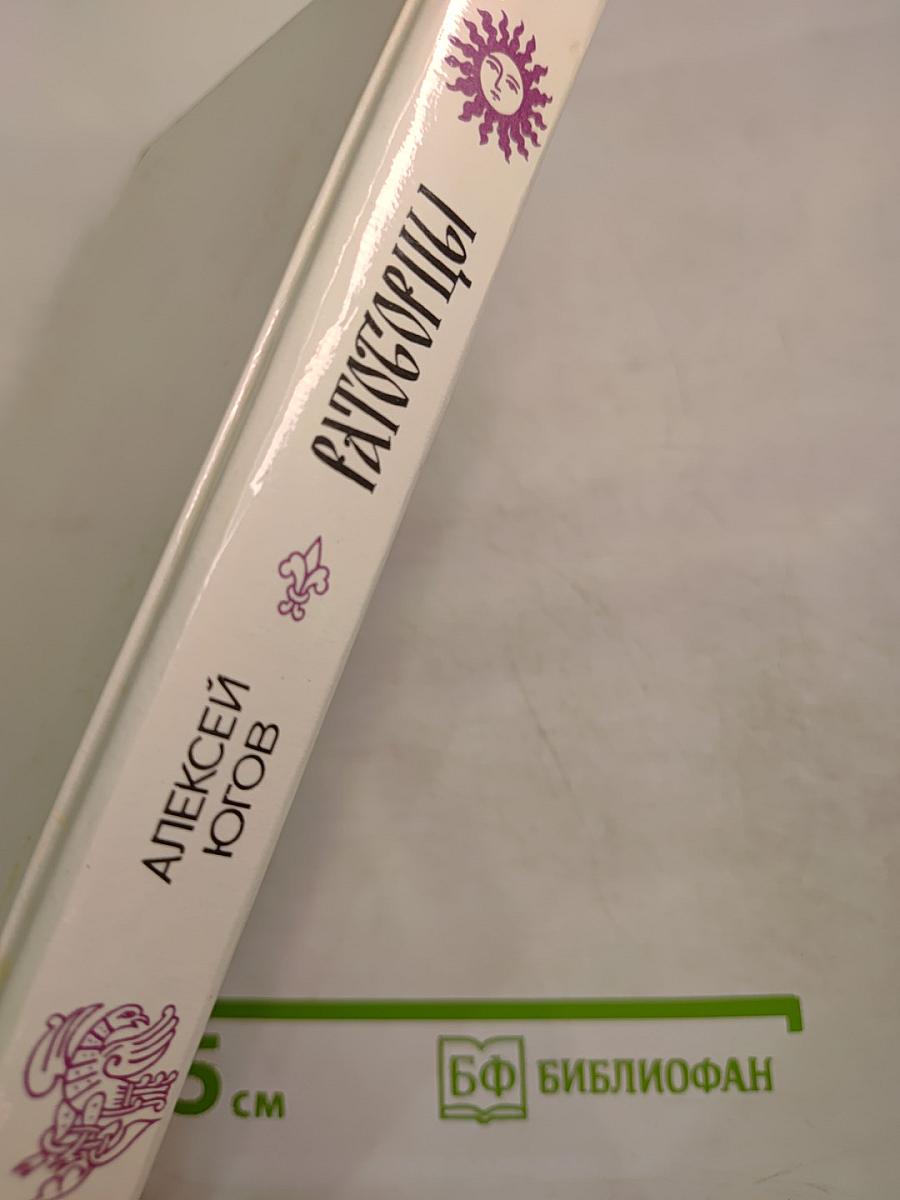 РАТОБОРЦЫ
АЛЕКСЕЙ
ЮГОВ
5 см
БФ БИБЛИОФАН